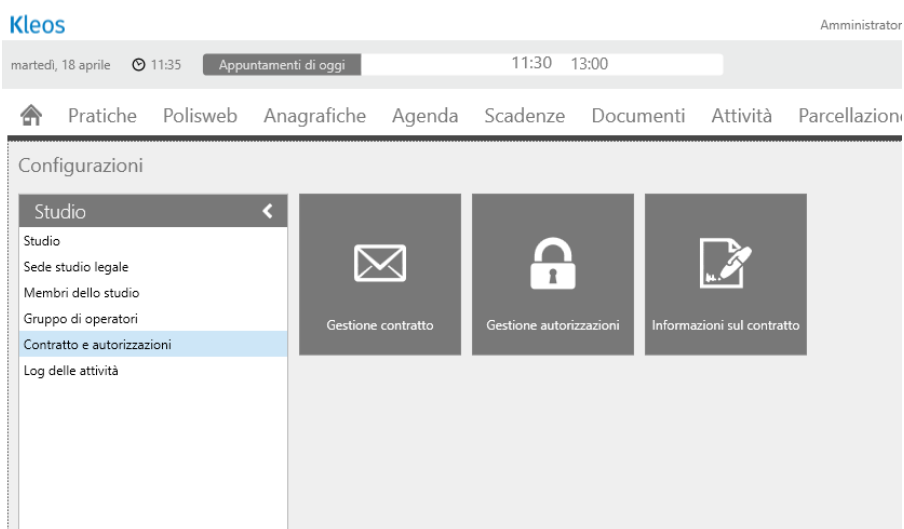 Kleos
Amministrator
martedì, 18 aprile 11:35 Appuntamenti di oggi 11:30 13:00
Pratiche Polisweb Anagrafiche Agenda Scadenze Documenti Attività Parcellazione
Configurazioni
Studio
Studio
Sede studio legale
Membri dello studio
Gruppo di operatori
Contratto e autorizzazioni
Log delle attività
Gestione contratto
Gestione autorizzazioni
Informazioni sul contratto